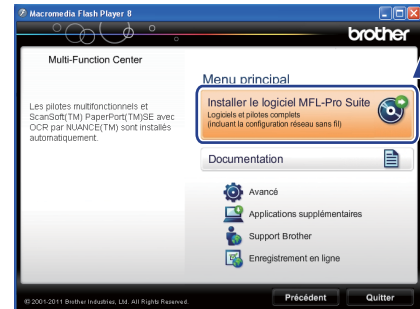 Macromedia Flash Player 8
brother
Multi-Function Center
Menu principal
Les pilotes multifonctionnels et
ScanSoft(TM) PaperPort(TM)SE avec
OCR par NUANCE(TM) sont installés
automatiquement.
Installer le logiciel MFL-Pro Suite
Logiciels et pilotes complets
(incluant la configuration réseau sans fil)
Documentation
Avancé
Applications supplémentaires
Support Brother
Enregistrement en ligne
© 2001-2011 Brother Industries, Ltd. All Rights Reserved.
Précédent
Quitter